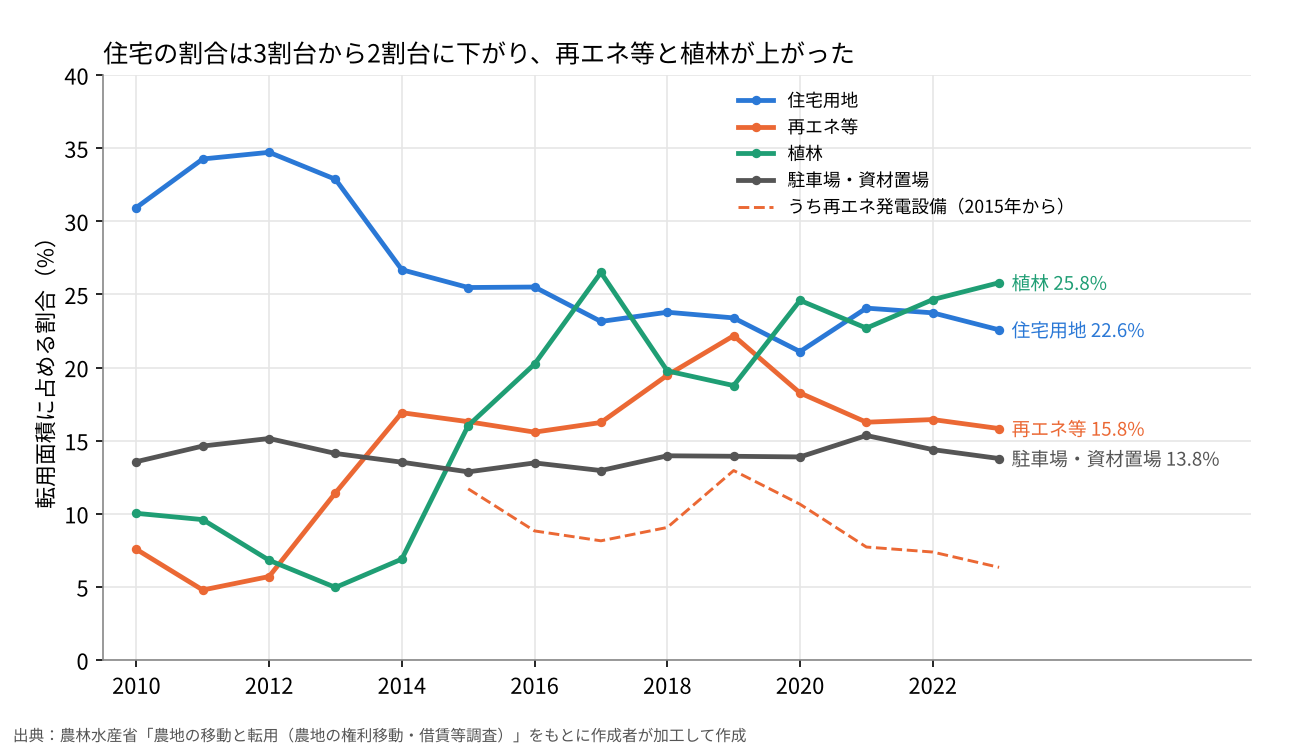 住宅の割合は3割台から2割台に下がり、再エネ等と植林が上がった
転用面積に占める割合（%）
40
35
30
25
20
15
10
5
0
住宅用地
再エネ等
植林
駐車場・資材置場
うち再エネ発電設備（2015年から）
植林 25.8%
住宅用地 22.6%
再エネ等 15.8%
駐車場・資材置場 13.8%
2010 2012 2014 2016 2018 2020 2022
出典：農林水産省「農地の移動と転用（農地の権利移動・借賃等調査）」をもとに作成者が加工して作成